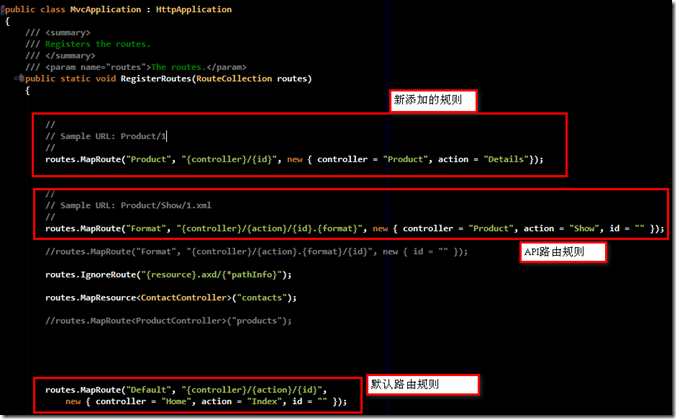 public class MvcApplication : HttpApplication
{
/// <summary>
/// Registers the routes.
/// </summary>
/// <param name="routes">The routes.</param>
public static void RegisterRoutes(RouteCollection routes)
{
新添加的规则
//
// Sample URL: Product/1
//
routes.MapRoute("Product", "{controller}/{id}", new { controller = "Product", action = "Details"});
//
// Sample URL: Product/Show/1.xml
//
routes.MapRoute("Format", "{controller}/{action}/{id}.{format}", new { controller = "Product", action = "Show", id = "" });
//routes.MapRoute("Format", "{controller}/{action}.{format}/{id}", new { id = "" });
API路由规则
routes.IgnoreRoute("{resource}.axd/{*pathInfo}");
routes.MapResource<ContactController>("contacts");
//routes.MapRoute<ProductController>("products");
默认路由规则
routes.MapRoute("Default", "{controller}/{action}/{id}",
new { controller = "Home", action = "Index", id = "" });